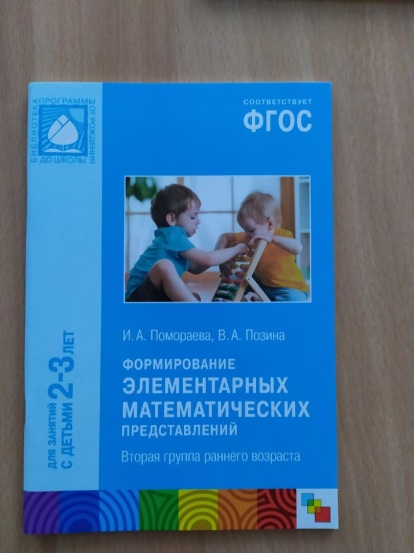 БИБЛИОТЕКА ПРОГРАММЫ
ОТ РОЖДЕНИЯ
ДО ШКОЛЫ
СООТВЕТСТВУЕТ
ФГОС
И. А. Помораева, В. А. Позина
ФОРМИРОВАНИЕ
ЭЛЕМЕНТАРНЫХ
МАТЕМАТИЧЕСКИХ
ПРЕДСТАВЛЕНИЙ
Вторая группа раннего возраста
ДЛЯ ЗАНЯТИЙ
С ДЕТЬМИ 2-3 ЛЕТ